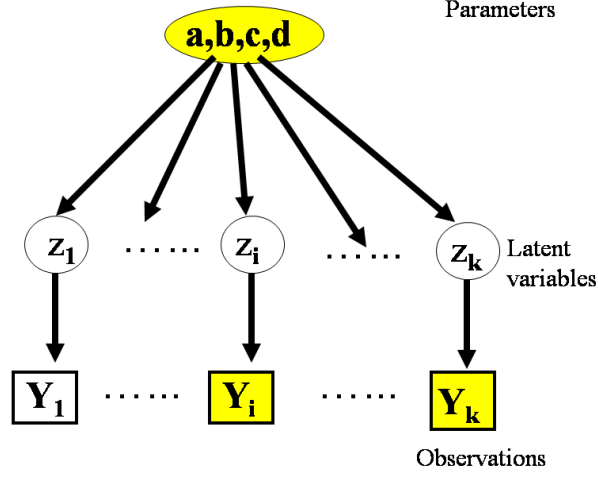 Parameters
a,b,c,d
z1 ...... zi ...... zk
Latent
variables
Y1 ...... Yi ...... Yk
Observations